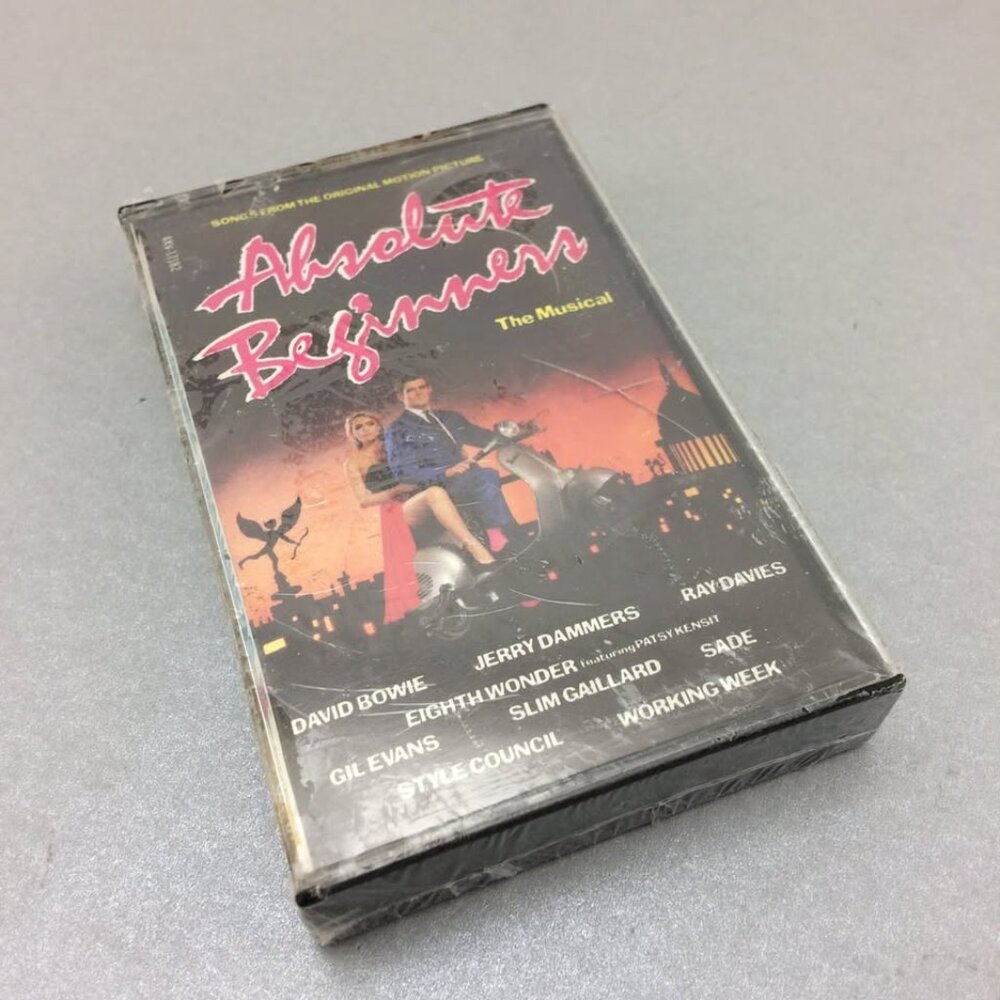 SONGS FROM THE ORIGINAL MOTION PICTURE
Absolute
Beginners
The Musical
DAVID BOWIE JERRY DAMMERS RAY DAVIES
EIGHTH WONDER featuring PATSY KENSIT
GIL EVANS SLIM GAILLARD SADE
STYLE COUNCIL WORKING WEEK